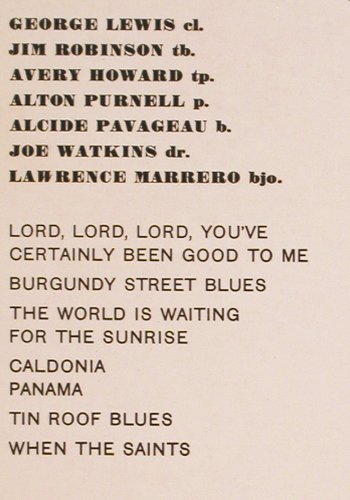 GEORGE LEWIS cl.
JIM ROBINSON tb.
AVERY HOWARD tp.
ALTON PURNELL p.
ALCIDE PAVAGEAU b.
JOE WATKINS dr.
LAWRENCE MARRERO bjo.
LORD, LORD, LORD, YOU'VE
CERTAINLY BEEN GOOD TO ME
BURGUNDY STREET BLUES
THE WORLD IS WAITING
FOR THE SUNRISE
CALDONIA
PANAMA
TIN ROOF BLUES
WHEN THE SAINTS